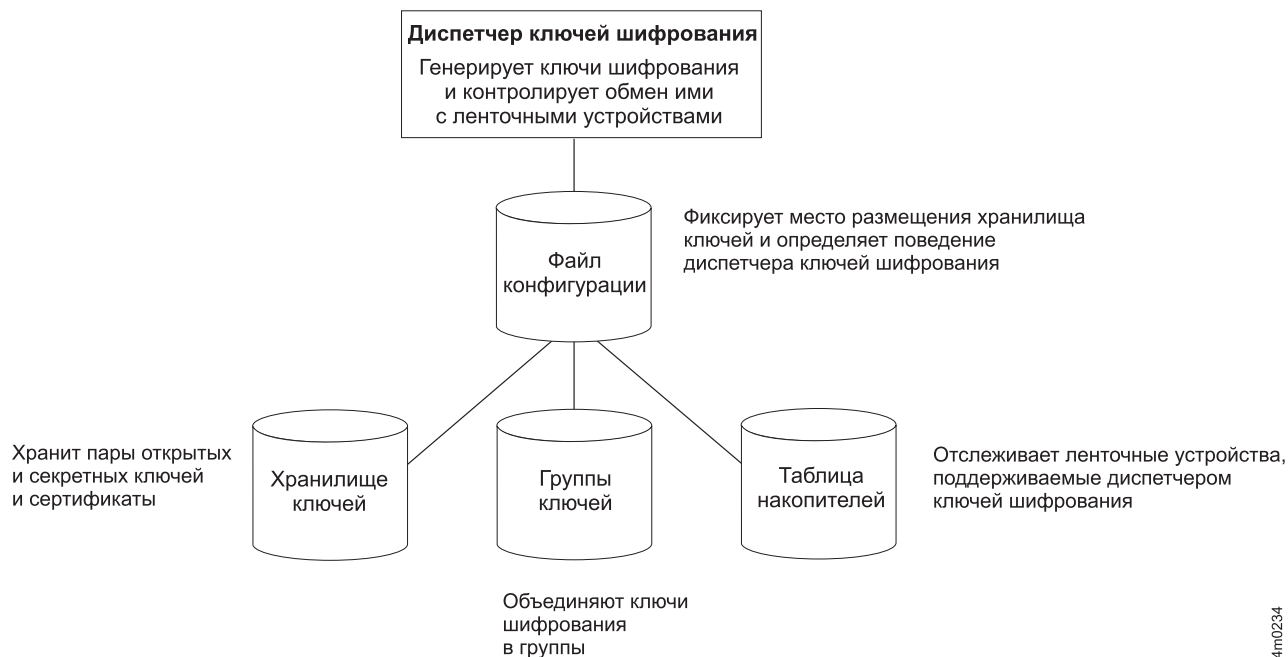 Диспетчер ключей шифрования
Генерирует ключи шифрования
и контролирует обмен ими
с ленточными устройствами
Фиксирует место размещения хранилища
ключей и определяет поведение
диспетчера ключей шифрования
Файл
конфигурации
Хранит пары открытых
и секретных ключей
и сертификаты
Хранилище
ключей
Группы
ключей
Таблица
накопителей
Отслеживает ленточные устройства,
поддерживаемые диспетчером
ключей шифрования
Объединяют ключи
шифрования
в группы
4m0234